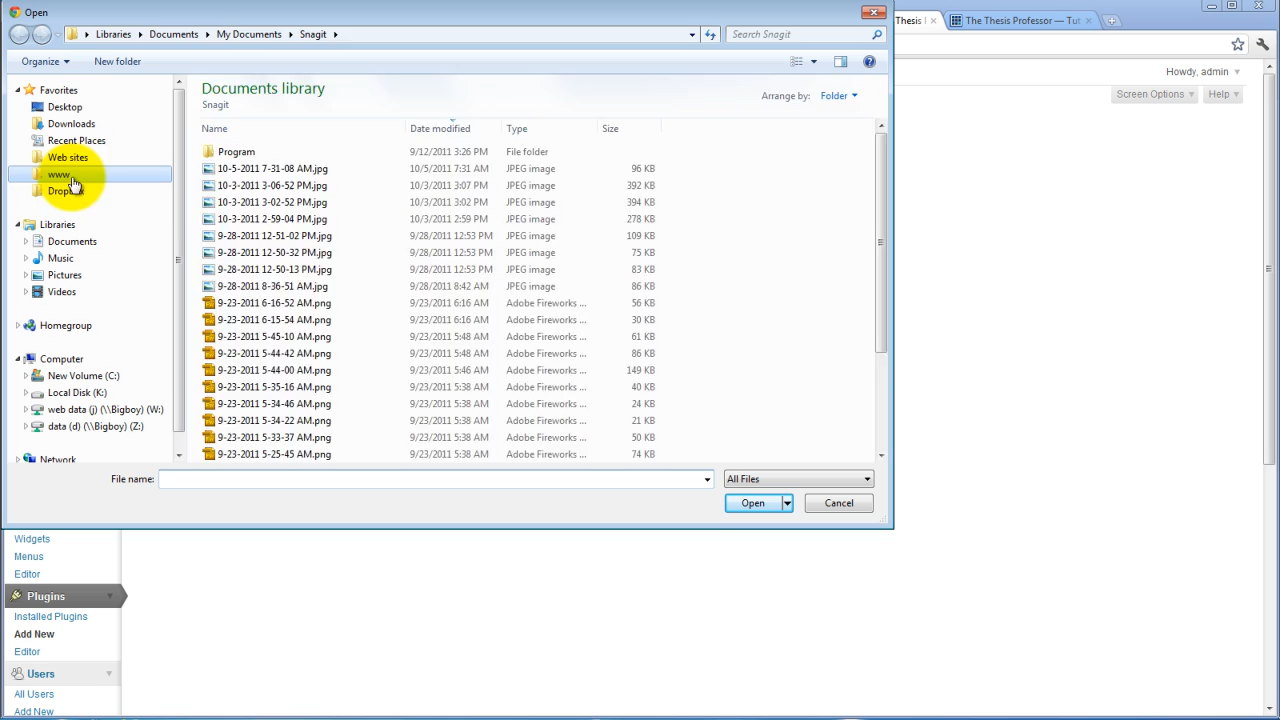 Open
Libraries Documents My Documents Snagit
Search Snagit
Organize New folder
Favorites
Desktop
Downloads
Recent Places
Web sites
www
Libraries
Documents
Music
Pictures
Videos
Homegroup
Computer
New Volume (C:)
Local Disk (K:)
web data (j) (\\Bigboy) (W:)
data (d) (\\Bigboy) (Z:)
Network
Documents library
Snagit
Arrange by: Folder
Name Date modified Type Size
Program 9/12/2011 3:26 PM File folder
10-5-2011 7-31-08 AM.jpg 10/5/2011 7:31 AM JPEG image 96 KB
10-3-2011 3-06-52 PM.jpg 10/3/2011 3:07 PM JPEG image 392 KB
10-3-2011 3-02-52 PM.jpg 10/3/2011 3:02 PM JPEG image 394 KB
10-3-2011 2-59-04 PM.jpg 10/3/2011 2:59 PM JPEG image 278 KB
9-28-2011 12-51-02 PM.jpg 9/28/2011 12:53 PM JPEG image 109 KB
9-28-2011 12-50-32 PM.jpg 9/28/2011 12:53 PM JPEG image 75 KB
9-28-2011 12-50-13 PM.jpg 9/28/2011 12:53 PM JPEG image 83 KB
9-28-2011 8-36-51 AM.jpg 9/28/2011 8:42 AM JPEG image 86 KB
9-23-2011 6-16-52 AM.png 9/23/2011 6:16 AM Adobe Fireworks ... 56 KB
9-23-2011 6-15-54 AM.png 9/23/2011 6:16 AM Adobe Fireworks ... 30 KB
9-23-2011 5-45-10 AM.png 9/23/2011 5:48 AM Adobe Fireworks ... 61 KB
9-23-2011 5-44-42 AM.png 9/23/2011 5:48 AM Adobe Fireworks ... 86 KB
9-23-2011 5-44-00 AM.png 9/23/2011 5:46 AM Adobe Fireworks ... 149 KB
9-23-2011 5-35-16 AM.png 9/23/2011 5:38 AM Adobe Fireworks ... 40 KB
9-23-2011 5-34-46 AM.png 9/23/2011 5:38 AM Adobe Fireworks ... 24 KB
9-23-2011 5-34-22 AM.png 9/23/2011 5:38 AM Adobe Fireworks ... 21 KB
9-23-2011 5-33-37 AM.png 9/23/2011 5:38 AM Adobe Fireworks ... 50 KB
9-23-2011 5-25-45 AM.png 9/23/2011 5:38 AM Adobe Fireworks ... 74 KB
File name:
All Files
Open Cancel
Thesis
The Thesis Professor — Tut
Howdy, admin
Screen Options Help
Widgets
Menus
Editor
Plugins
Installed Plugins
Add New
Editor
Users
All Users
Add New